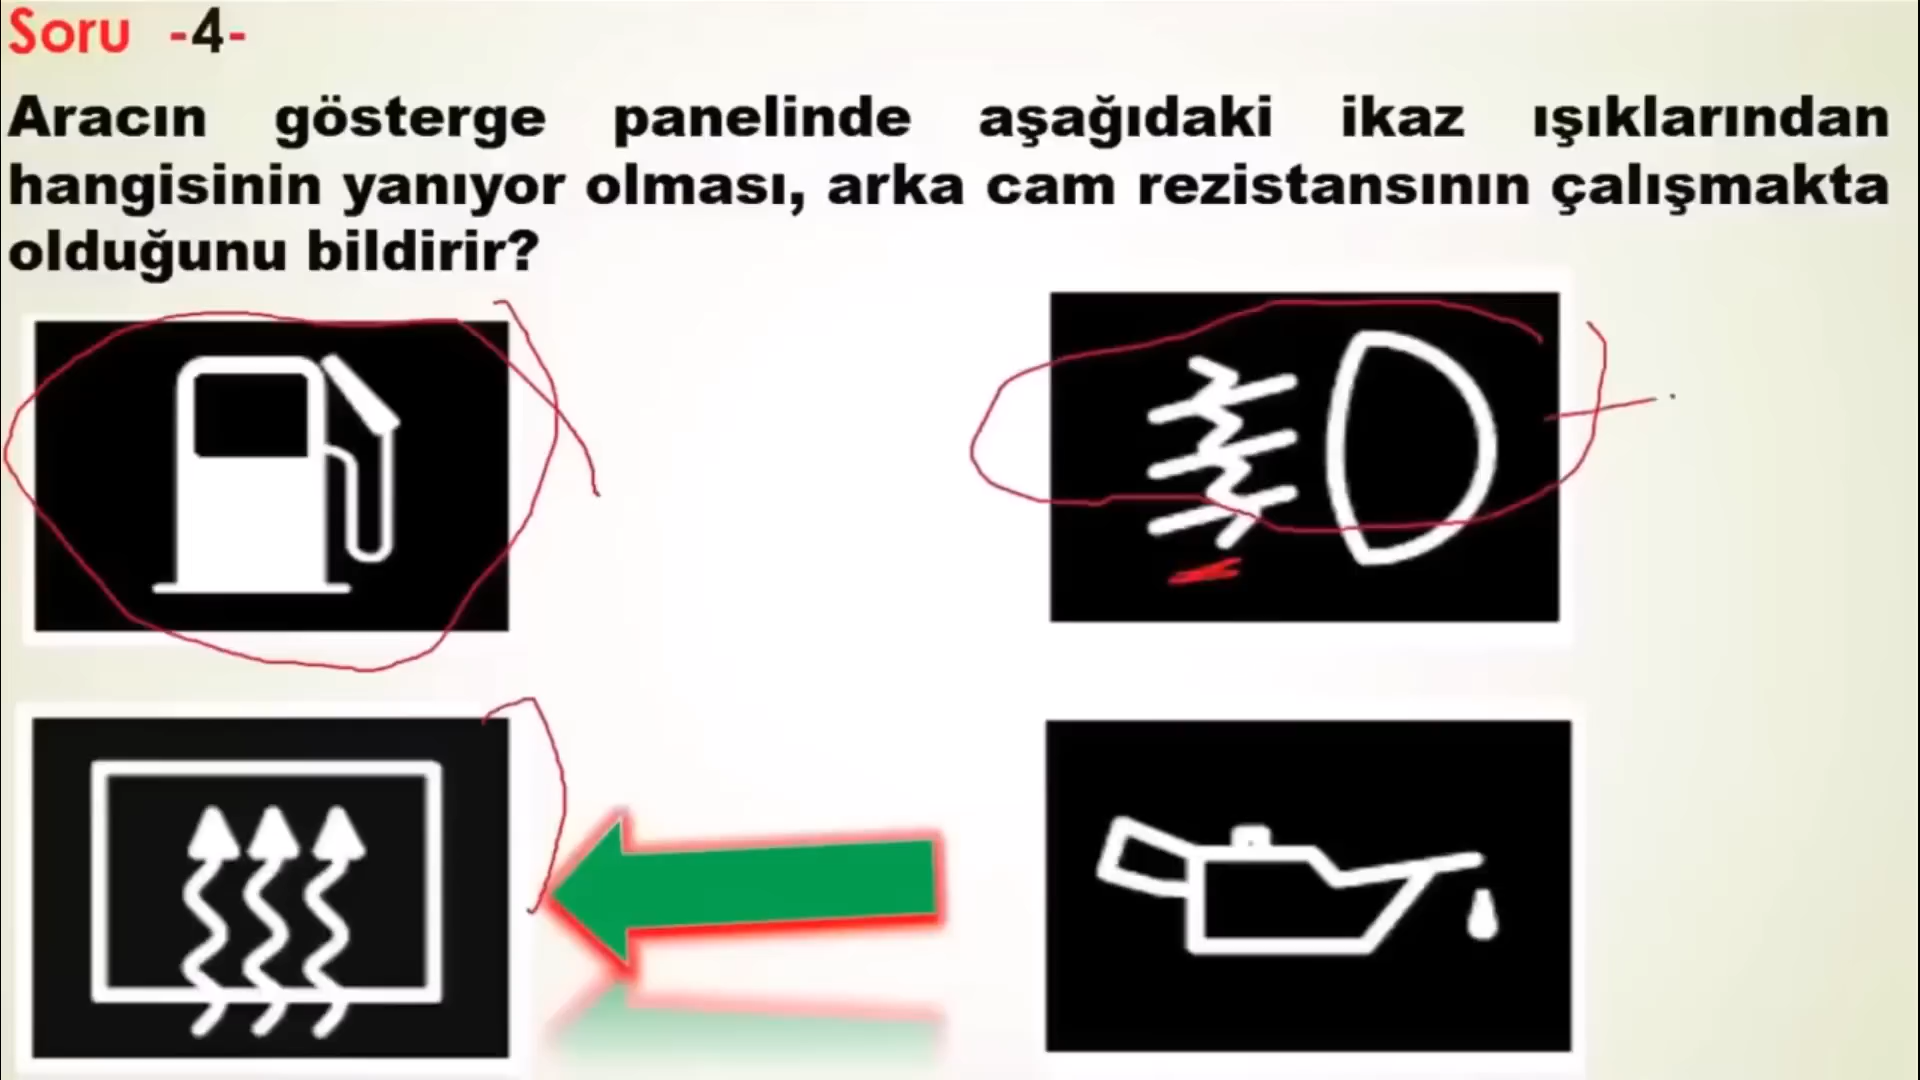 Soru -4-
Aracın gösterge panelinde aşağıdaki ikaz ışıklarından
hangisinin yanıyor olması, arka cam rezistansının çalışmakta
olduğunu bildirir?